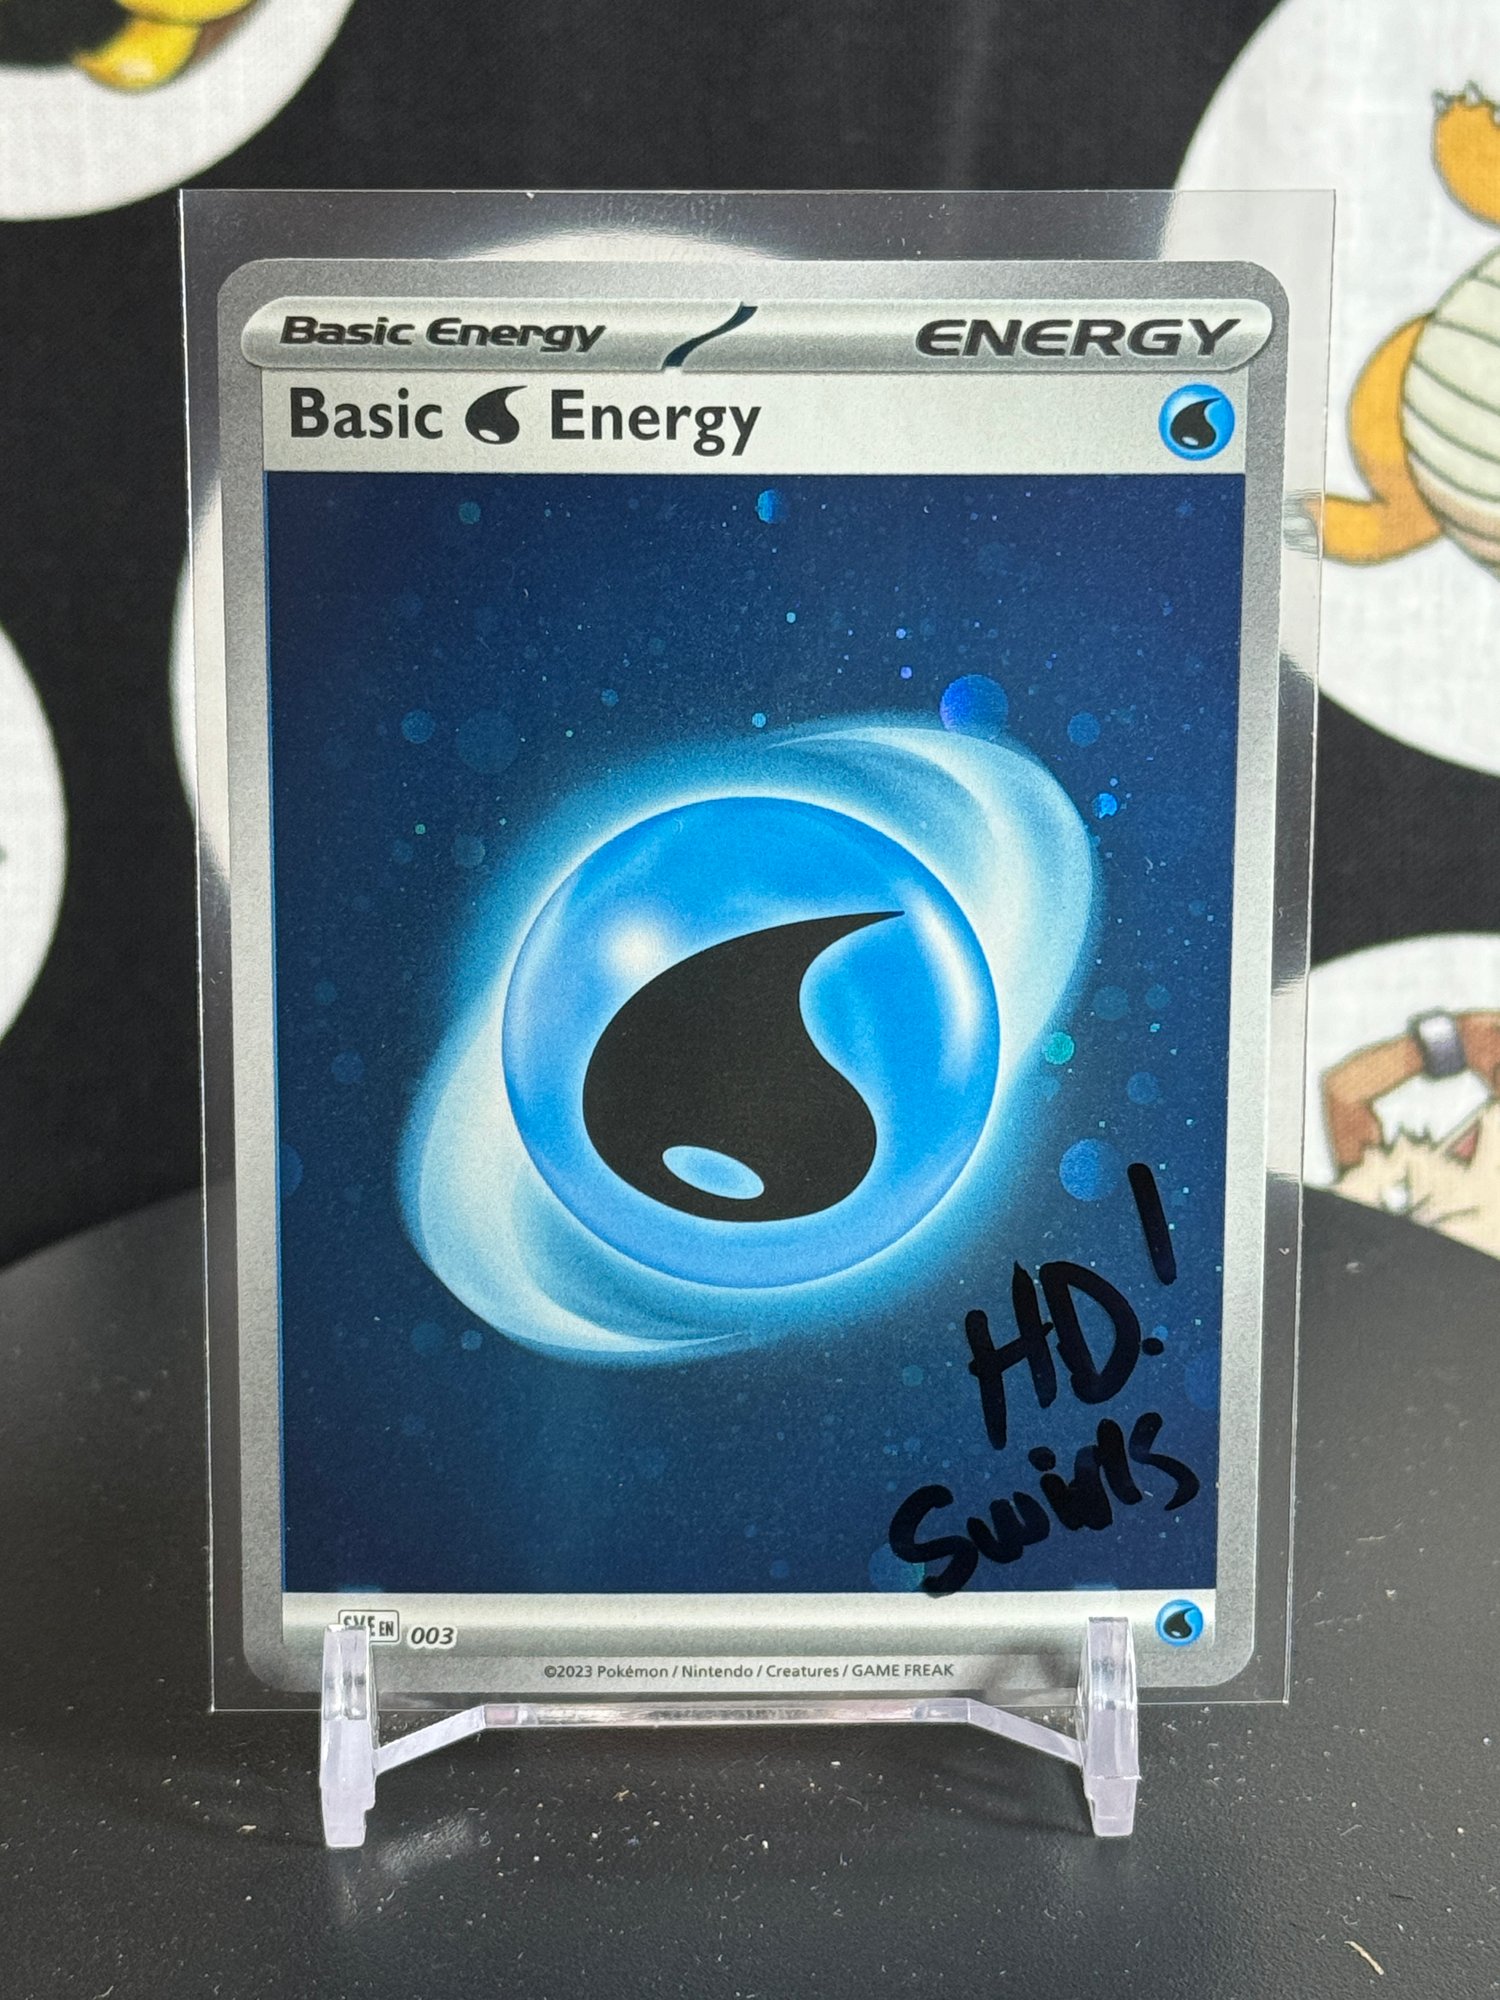 Basic Energy ENERGY
Basic Energy
HD!
Swirls
SVE EN 003
©2023 Pokémon / Nintendo / Creatures / GAME FREAK